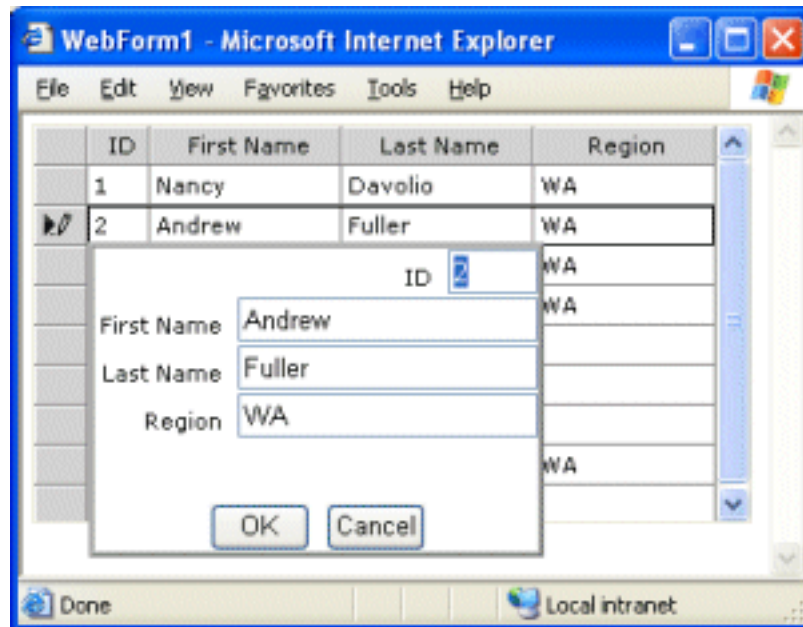 WebForm1 - Microsoft Internet Explorer
File Edit View Favorites Tools Help
ID First Name Last Name Region
1 Nancy Davolio WA
2 Andrew Fuller WA
ID 2 WA
First Name Andrew WA
Last Name Fuller
Region WA
WA
OK Cancel
Done Local intranet